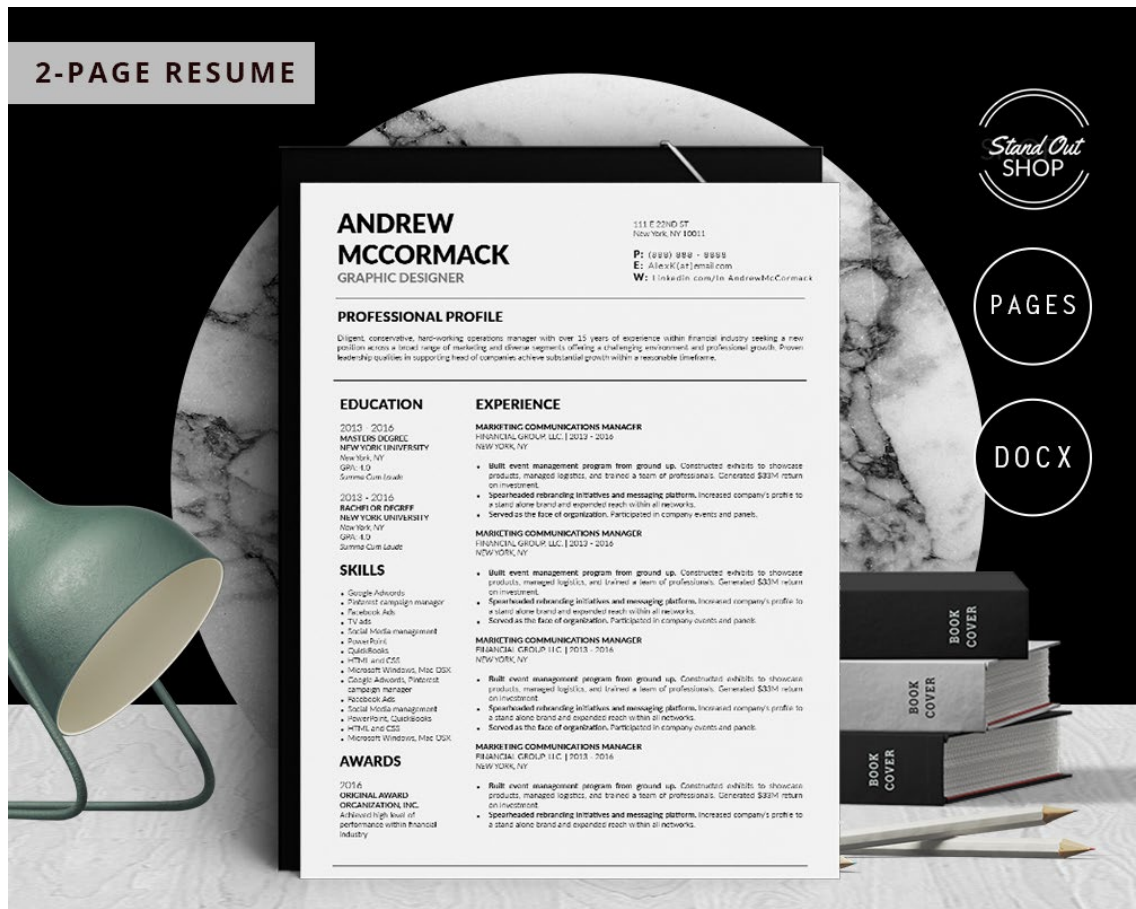 2-PAGE RESUME
Stand Out
SHOP
PAGES
DOCX
ANDREW
MCCORMACK
GRAPHIC DESIGNER
111 E 22ND ST
New York, NY 10011
P:
E: AlexK(at)email.com
W: Linkedin.com/In AndrewMcCormack
PROFESSIONAL PROFILE
Diligent, conservative, hard-working operations manager with over 15 years of experience within financial industry seeking a new
position across a broad range of marketing and diverse segments offering a challenging environment and professional growth. Proven
leadership qualities in supporting head of companies achieve substantial growth within a reasonable timeframe.
EDUCATION
2013 - 2016
MASTERS DEGREE
NEW YORK UNIVERSITY
New York, NY
GPA: 4.0
Summa Cum Laude
2013 - 2016
BACHELOR DEGREE
NEW YORK UNIVERSITY
New York, NY
GPA: 4.0
Summa Cum Laude
SKILLS
• Google Adwords
• Pinterest campaign manager
• Facebook Ads
• TV ads
• Social Media management
• PowerPoint
• QuickBooks
• HTML and CSS
• Microsoft Windows, Mac OSX
• Google Adwords, Pinterest
campaign manager
• Facebook Ads
• Social Media management
• PowerPoint, QuickBooks
• HTML and CSS
• Microsoft Windows, Mac OSX
AWARDS
2016
ORIGINAL AWARD
ORGANIZATION, INC.
Achieved high level of
performance within financial
industry
EXPERIENCE
MARKETING COMMUNICATIONS MANAGER
FINANCIAL GROUP, LLC. | 2013 - 2016
NEW YORK, NY
• Built event management program from ground up. Constructed exhibits to showcase
products, managed logistics, and trained a team of professionals. Generated $33M return
on investment.
• Spearheaded rebranding initiatives and messaging platform. Increased company's profile to
a stand alone brand and expanded reach within all networks.
• Served as the face of organization. Participated in company events and panels.
MARKETING COMMUNICATIONS MANAGER
FINANCIAL GROUP, LLC. | 2013 - 2016
NEW YORK, NY
• Built event management program from ground up. Constructed exhibits to showcase
products, managed logistics, and trained a team of professionals. Generated $33M return
on investment.
• Spearheaded rebranding initiatives and messaging platform. Increased company's profile to
a stand alone brand and expanded reach within all networks.
• Served as the face of organization. Participated in company events and panels.
MARKETING COMMUNICATIONS MANAGER
FINANCIAL GROUP, LLC. | 2013 - 2016
NEW YORK, NY
• Built event management program from ground up. Constructed exhibits to showcase
products, managed logistics, and trained a team of professionals. Generated $33M return
on investment.
• Spearheaded rebranding initiatives and messaging platform. Increased company's profile to
a stand alone brand and expanded reach within all networks.
• Served as the face of organization. Participated in company events and panels.
MARKETING COMMUNICATIONS MANAGER
FINANCIAL GROUP, LLC. | 2013 - 2016
NEW YORK, NY
• Built event management program from ground up. Constructed exhibits to showcase
products, managed logistics, and trained a team of professionals. Generated $33M return
on investment.
• Spearheaded rebranding initiatives and messaging platform. Increased company's profile to
a stand alone brand and expanded reach within all networks.
BOOK
COVER
BOOK
COVER
BOOK
COVER